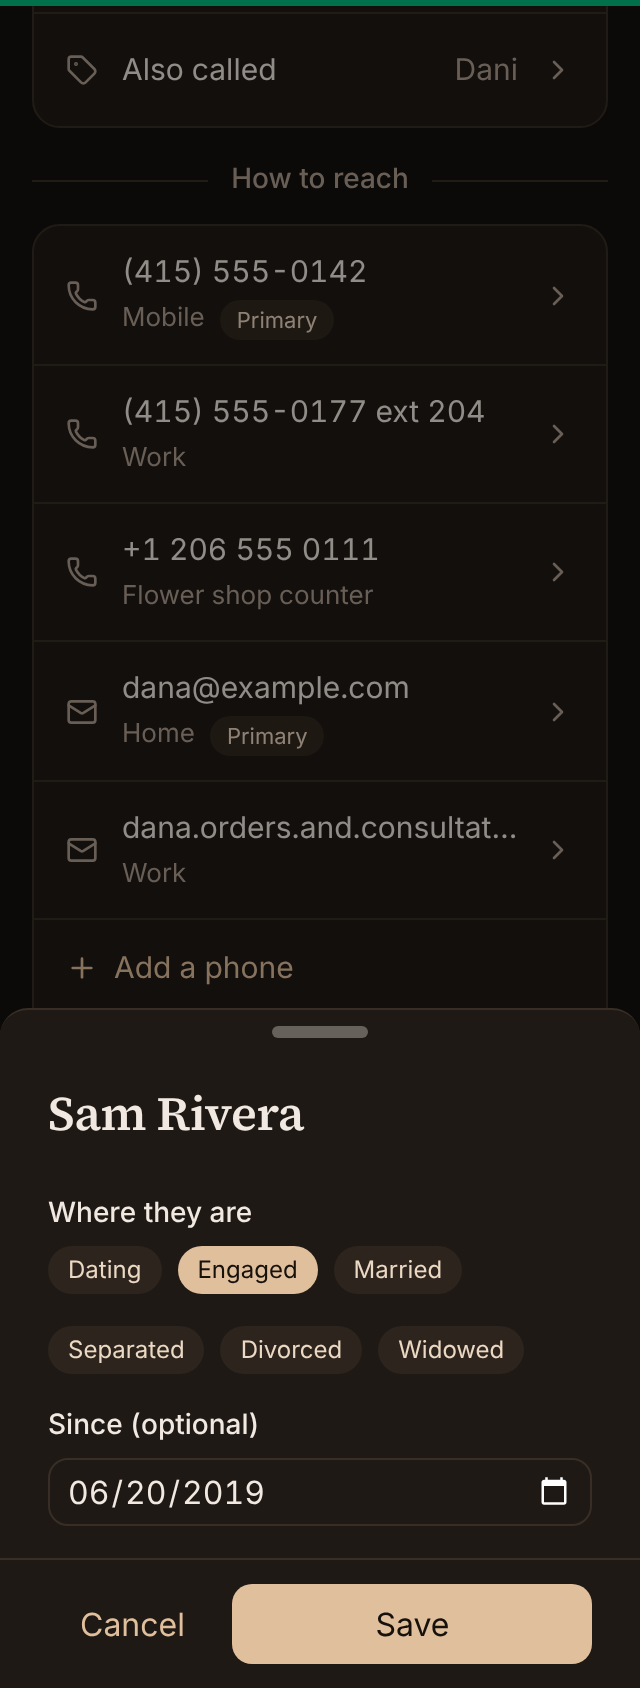 Also called Dani
How to reach
(415) 555-0142
Mobile Primary
(415) 555-0177 ext 204
Work
+1 206 555 0111
Flower shop counter
dana@example.com
Home Primary
dana.orders.and.consultat...
Work
Add a phone
Sam Rivera
Where they are
Dating Engaged Married
Separated Divorced Widowed
Since (optional)
06/20/2019
Cancel Save